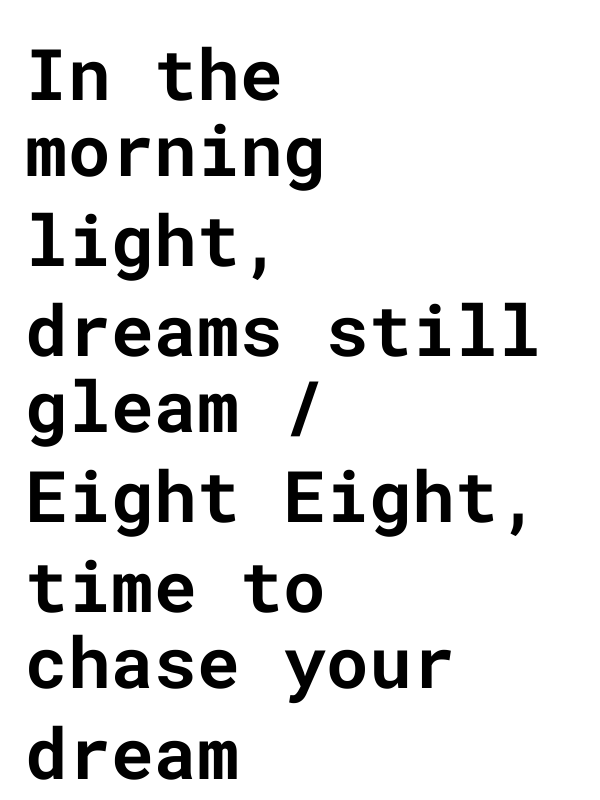 In the
morning
light,
dreams still
gleam /
Eight Eight,
time to
chase your
dream